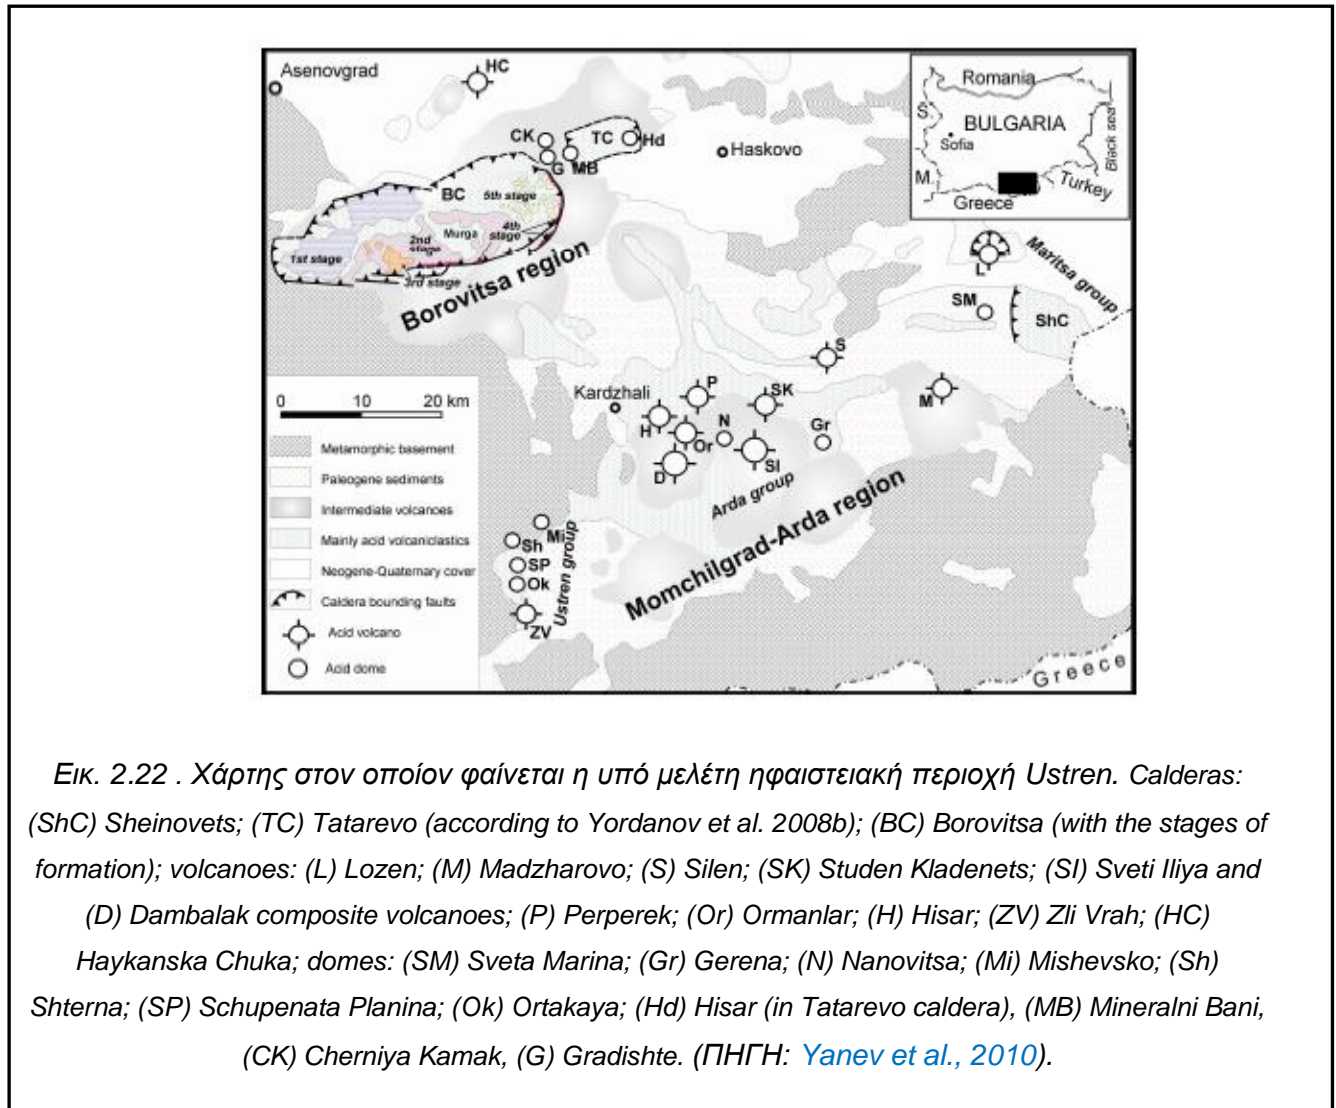 Asenovgrad
HC
CK
TC
Hd
G
MB
Haskovo
BC
5th stage
Murga
4th
stage
2nd
stage
1st stage
3rd stage
Borovitsa region
Romania
S.
BULGARIA
Sofia
Black sea
M.
Turkey
Greece
L
Maritsa group
SM
ShC
S
Kardzhali
P
SK
M
H
N
Gr
Or
SI
D
Arda group
Momchilgrad-Arda region
Mi
Sh
SP
Ok
Ustren group
ZV
Greece
0 10 20 km
Metamorphic basement
Paleogene sediments
Intermediate volcanoes
Mainly acid volcaniclastics
Neogene-Quaternary cover
Caldera bounding faults
Acid volcano
Acid dome
Εικ. 2.22 . Χάρτης στον οποίον φαίνεται η υπό μελέτη ηφαιστειακή περιοχή Ustren. Calderas:
(ShC) Sheinovets; (TC) Tatarevo (according to Yordanov et al. 2008b); (BC) Borovitsa (with the stages of
formation); volcanoes: (L) Lozen; (M) Madzharovo; (S) Silen; (SK) Studen Kladenets; (SI) Sveti Iliya and
(D) Dambalak composite volcanoes; (P) Perperek; (Or) Ormanlar; (H) Hisar; (ZV) Zli Vrah; (HC)
Haykanska Chuka; domes: (SM) Sveta Marina; (Gr) Gerena; (N) Nanovitsa; (Mi) Mishevsko; (Sh)
Shterna; (SP) Schupenata Planina; (Ok) Ortakaya; (Hd) Hisar (in Tatarevo caldera), (MB) Mineralni Bani,
(CK) Cherniya Kamak, (G) Gradishte. (ΠΗΓΗ: Yanev et al., 2010).